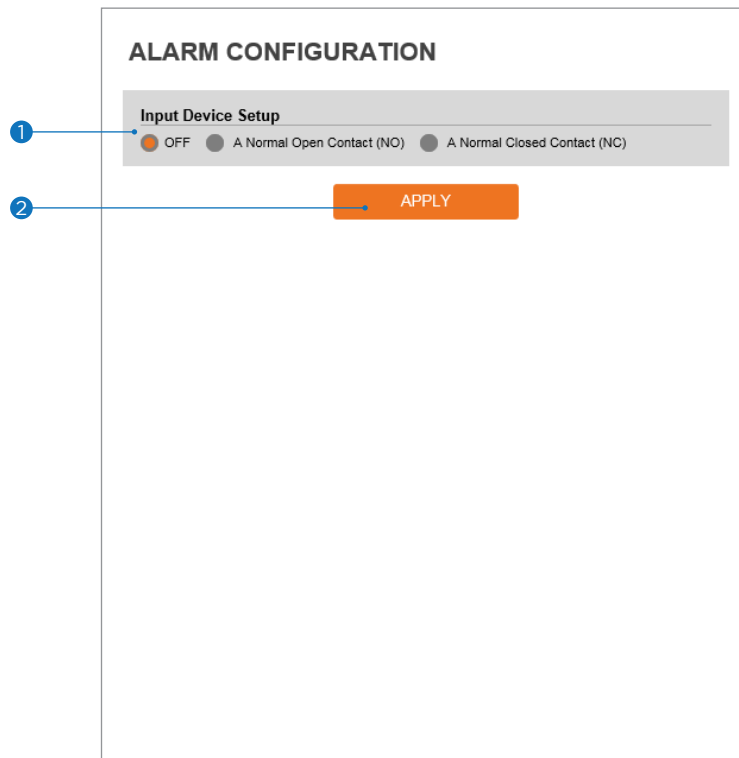 ALARM CONFIGURATION
Input Device Setup
1
OFF A Normal Open Contact (NO) A Normal Closed Contact (NC)
2
APPLY